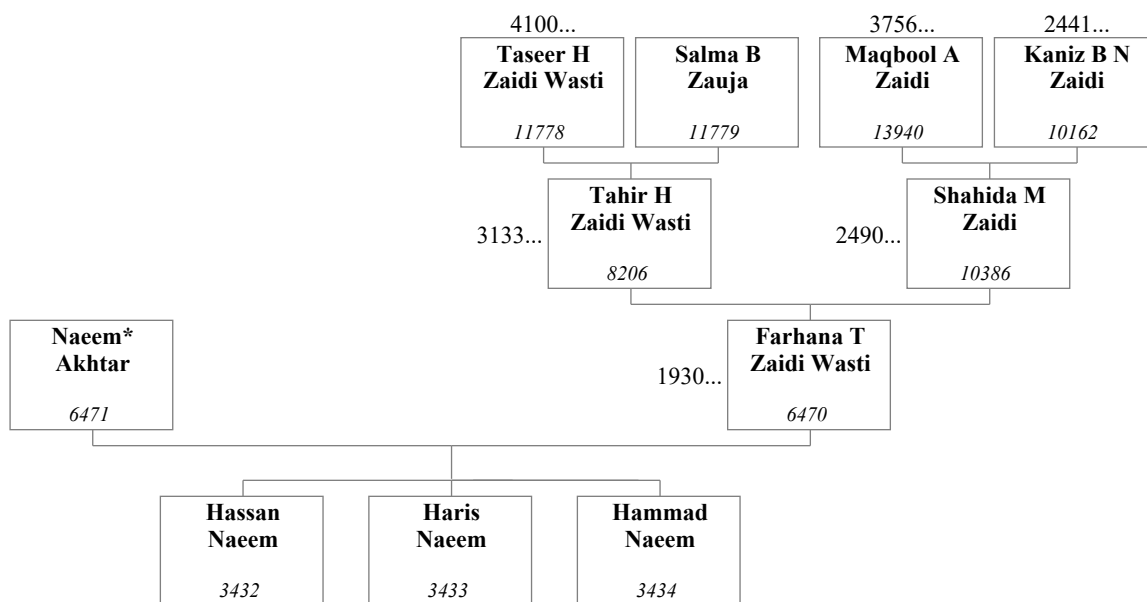 4100...
3756...
2441...
Taseer H
Zaidi Wasti
11778
Salma B
Zauja
11779
Maqbool A
Zaidi
13940
Kaniz B N
Zaidi
10162
3133...
Tahir H
Zaidi Wasti
8206
2490...
Shahida M
Zaidi
10386
Naeem*
Akhtar
6471
1930...
Farhana T
Zaidi Wasti
6470
Hassan
Naeem
3432
Haris
Naeem
3433
Hammad
Naeem
3434